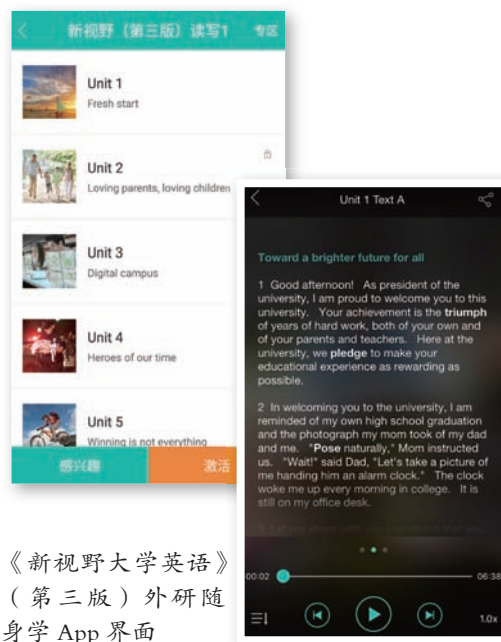 新视野（第三版）读写1
专区
Unit 1
Fresh start
Unit 2
Loving parents, loving children
Unit 3
Digital campus
Unit 4
Heroes of our time
Unit 5
Winning is not everything
感兴趣
激活
Unit 1 Text A
Toward a brighter future for all
1 Good afternoon! As president of the
university, I am proud to welcome you to this
university. Your achievement is the triumph
of years of hard work, both of your own and
of your parents and teachers. Here at the
university, we pledge to make your
educational experience as rewarding as
possible.
2 In welcoming you to the university, I am
reminded of my own high school graduation
and the photograph my mom took of my dad
and me. "Pose naturally," Mom instructed
us. "Wait!" said Dad, "Let's take a picture of
me handing him an alarm clock." The clock
woke me up every morning in college. It is
still on my office desk.
00:02
06:38
1.0x
《新视野大学英语》
（第三版）外研随
身学 App 界面